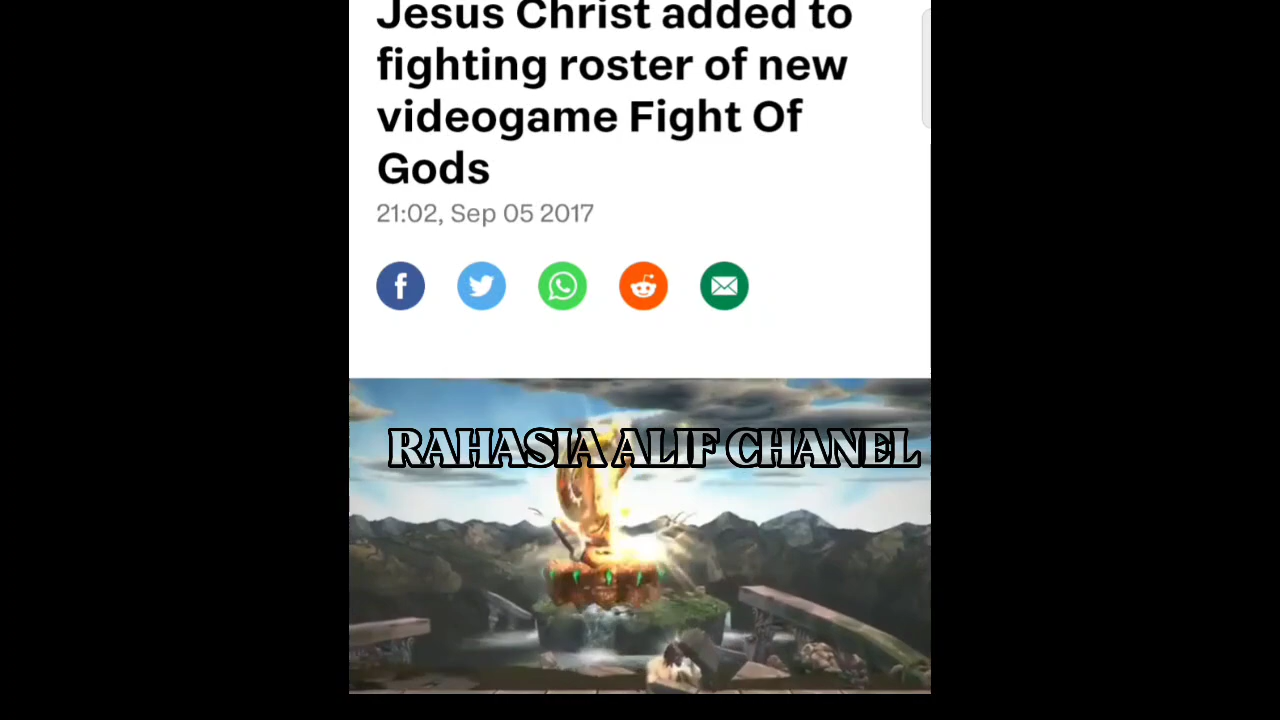 Jesus Christ added to
fighting roster of new
videogame Fight Of
Gods
21:02, Sep 05 2017
RAHASIA ALIF CHANEL